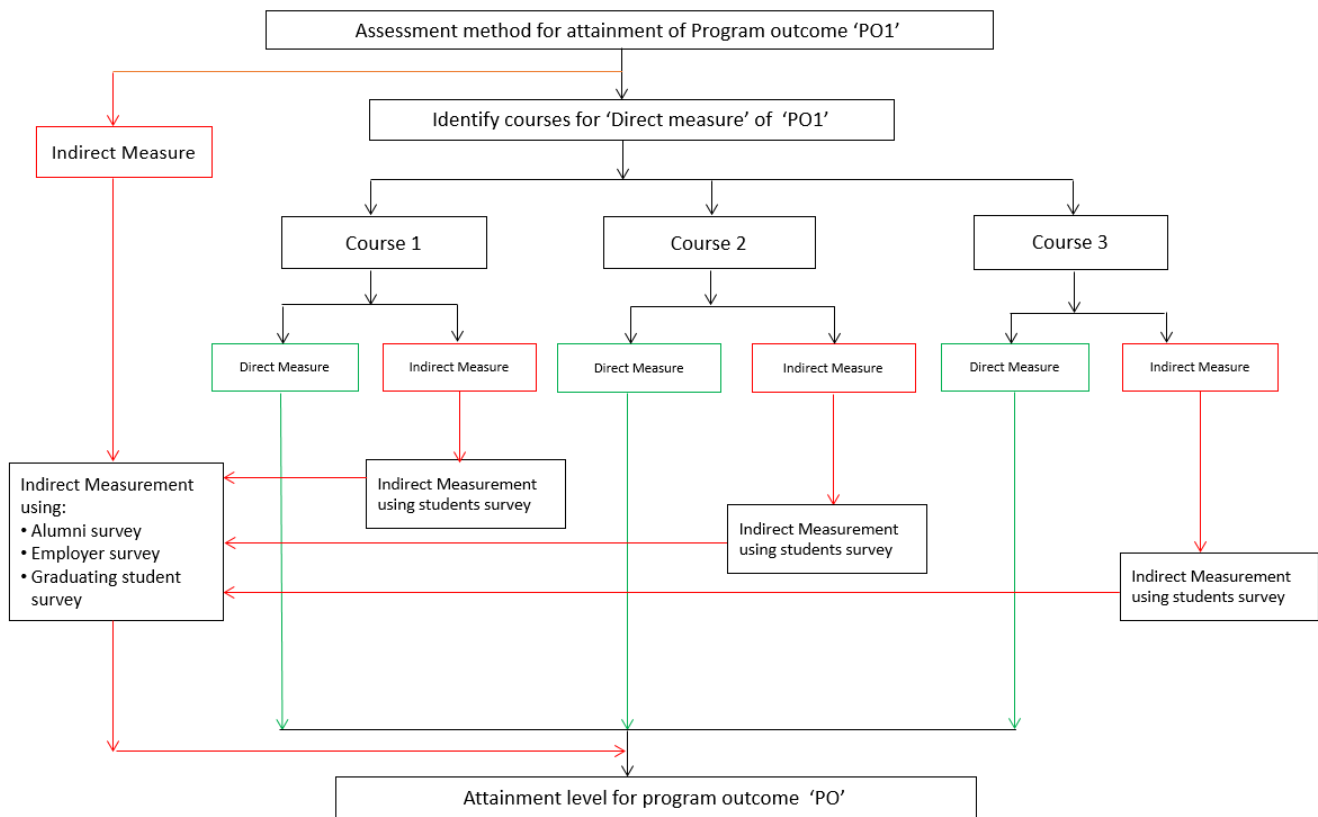 Assessment method for attainment of Program outcome ‘PO1’
Identify courses for ‘Direct measure’ of ‘PO1’
Indirect Measure
Course 1
Course 2
Course 3
Direct Measure
Indirect Measure
Direct Measure
Indirect Measure
Direct Measure
Indirect Measure
Indirect Measurement
using:
• Alumni survey
• Employer survey
• Graduating student
survey
Indirect Measurement
using students survey
Indirect Measurement
using students survey
Indirect Measurement
using students survey
Attainment level for program outcome ‘PO’